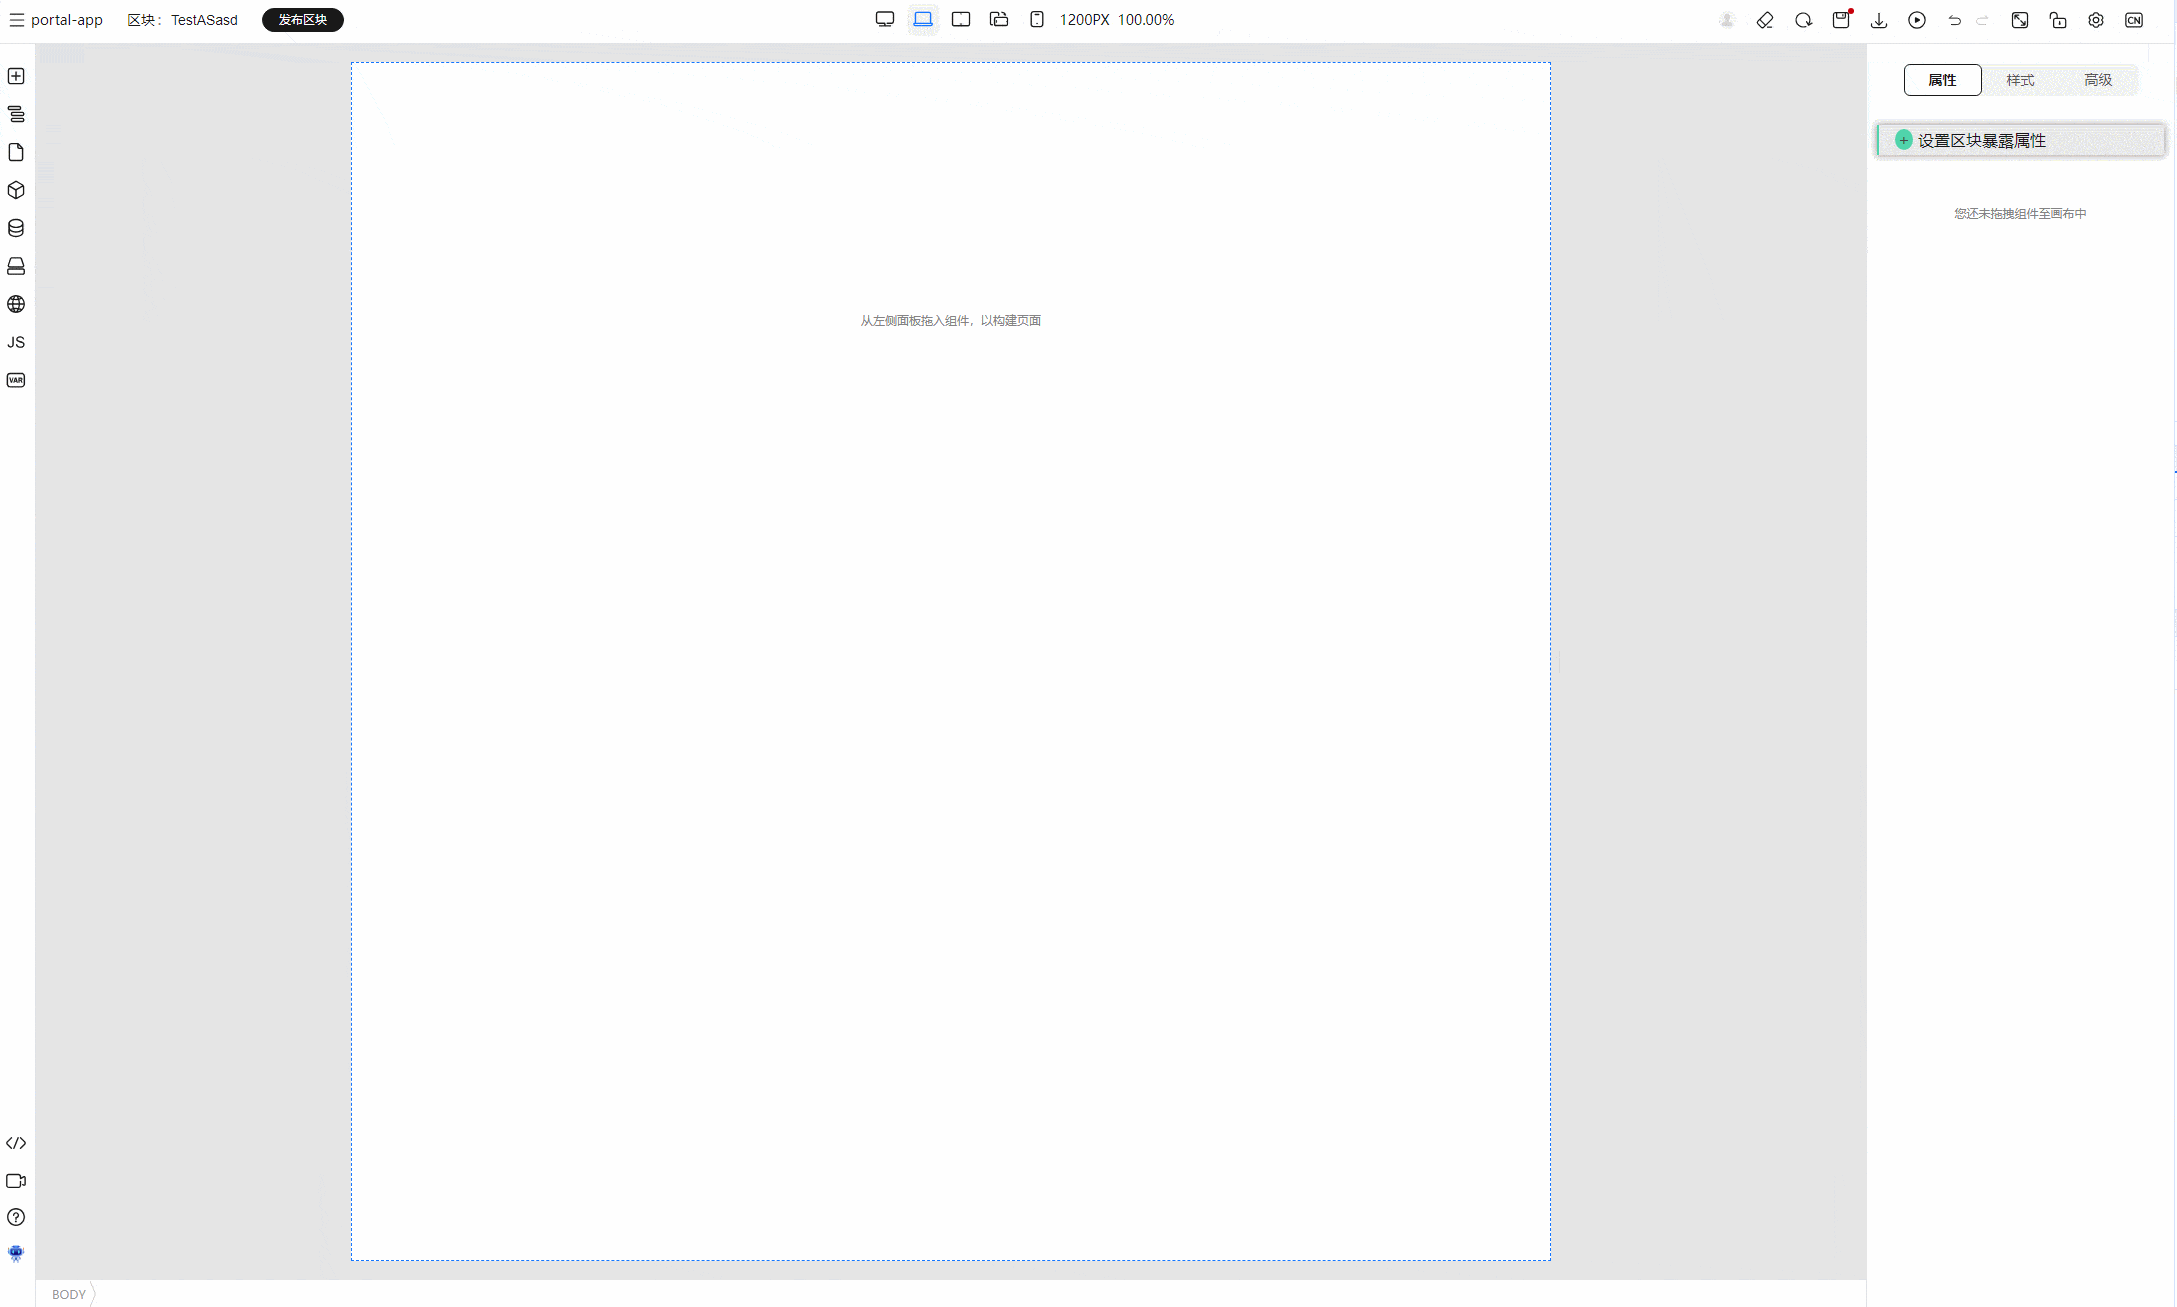 portal-app 区块：TestASasd 发布区块 1200PX 100.00% CN
属性 样式 高级
设置区块暴露属性
您还未拖拽组件至画布中
从左侧面板拖入组件，以构建页面
JS
VAR
BODY